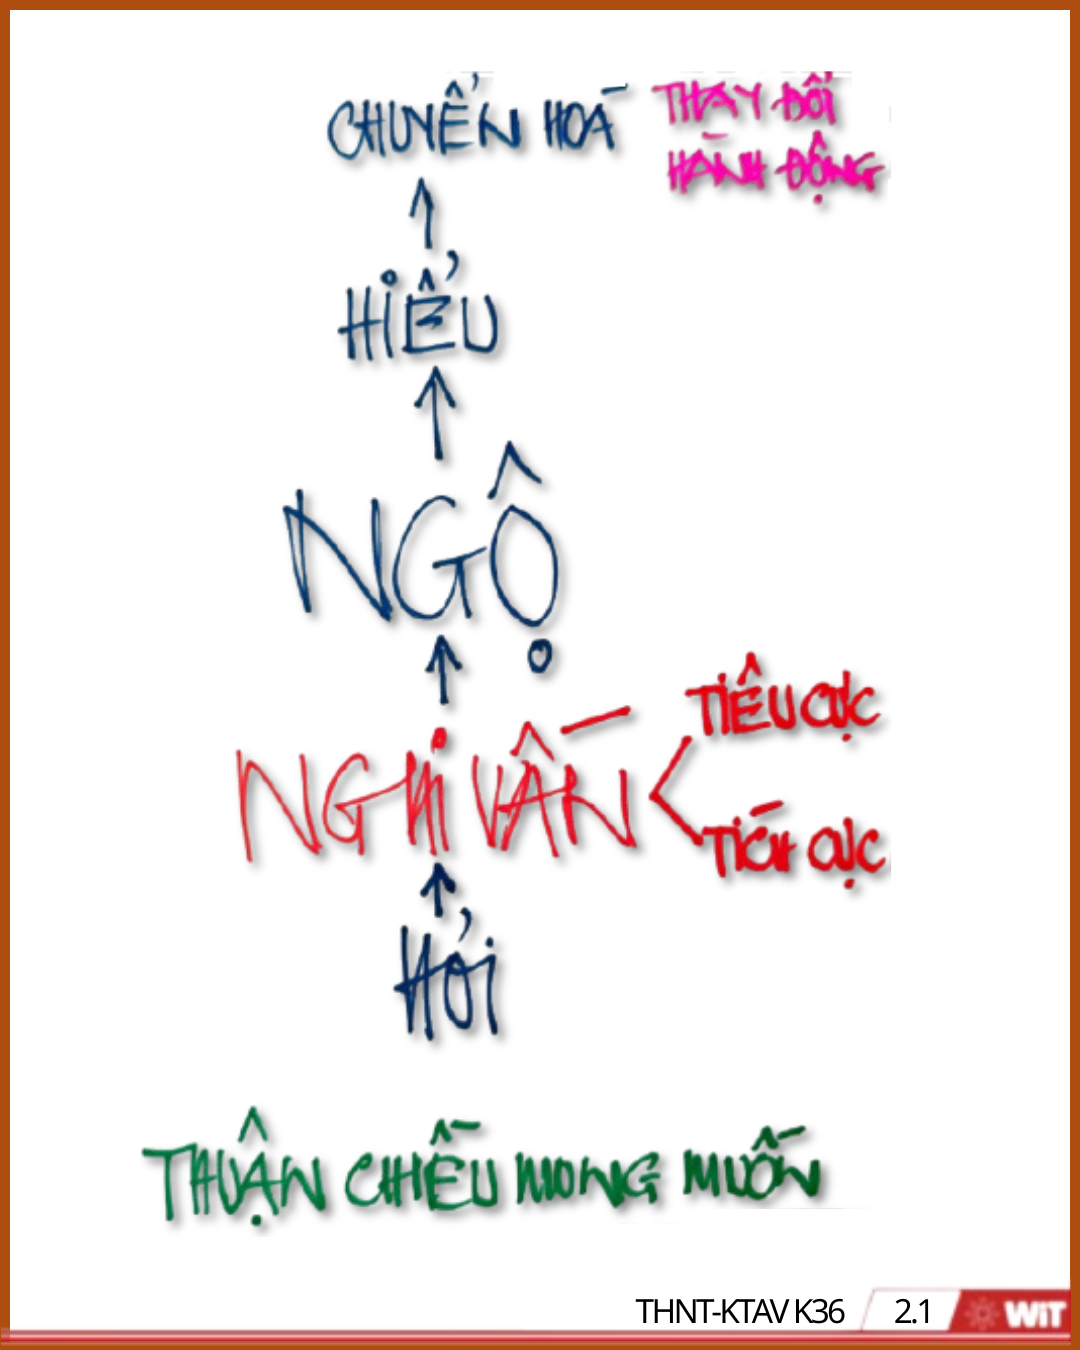 CHUYỂN HOÁ THAY ĐỔI
HÀNH ĐỘNG
HIỂU
NGỘ
NGHI VẤN
TIÊU CỰC
TÍCH CỰC
HỎI
THUẬN CHIỀU MONG MUỐN
THNT-KTAV K36 2.1 WiT